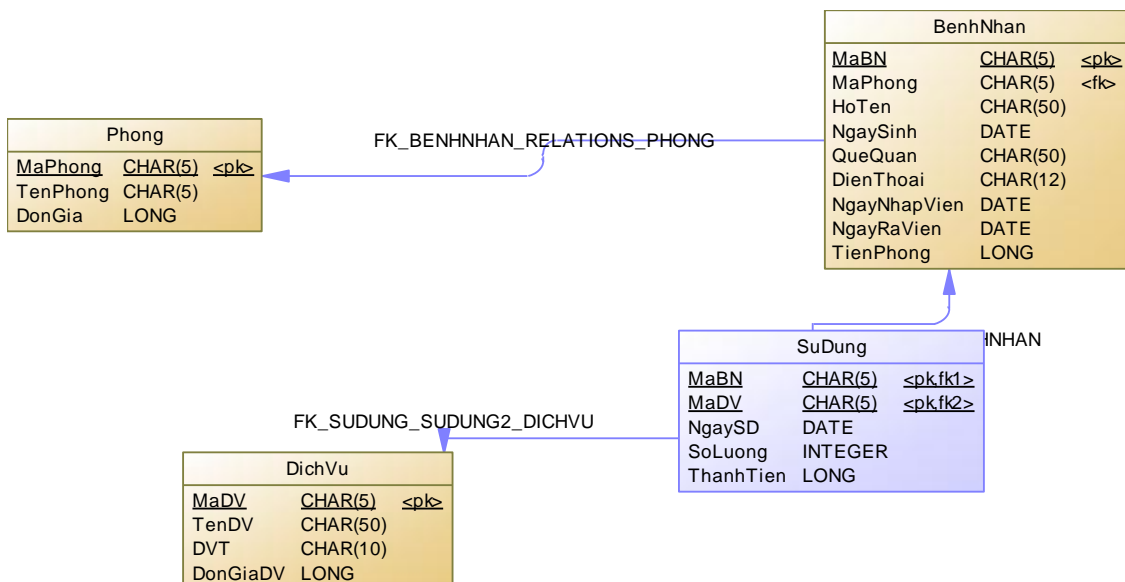 BenhNhan
MaBN CHAR(5) <pk>
MaPhong CHAR(5) <fk>
HoTen CHAR(50)
NgaySinh DATE
QueQuan CHAR(50)
DienThoai CHAR(12)
NgayNhapVien DATE
NgayRaVien DATE
TienPhong LONG
Phong
MaPhong CHAR(5) <pk>
TenPhong CHAR(5)
DonGia LONG
FK_BENHNHAN_RELATIONS_PHONG
HNHAN
SuDung
MaBN CHAR(5) <pk,fk1>
MaDV CHAR(5) <pk,fk2>
NgaySD DATE
SoLuong INTEGER
ThanhTien LONG
FK_SUDUNG_SUDUNG2_DICHVU
DichVu
MaDV CHAR(5) <pk>
TenDV CHAR(50)
DVT CHAR(10)
DonGiaDV LONG